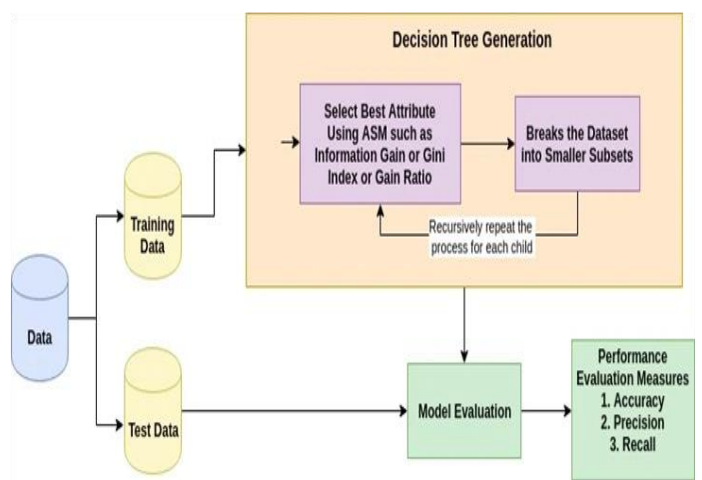 Decision Tree Generation
Select Best Attribute
Using ASM such as
Information Gain or Gini
Index or Gain Ratio
Breaks the Dataset
into Smaller Subsets
Recursively repeat the
process for each child
Training
Data
Data
Test Data
Model Evaluation
Performance
Evaluation Measures
1. Accuracy
2. Precision
3. Recall